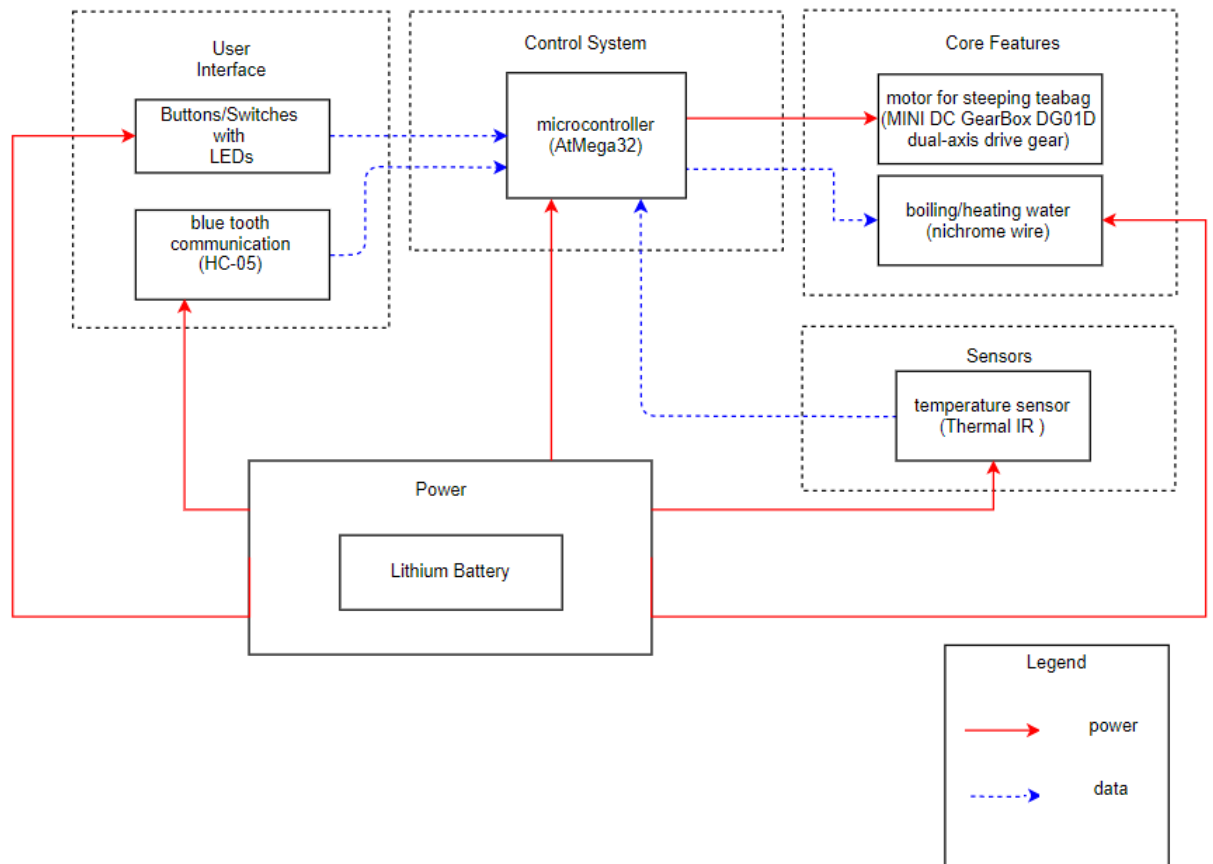 User
Interface
Buttons/Switches
with
LEDs
blue tooth
communication
(HC-05)
Control System
microcontroller
(AtMega32)
Core Features
motor for steeping teabag
(MINI DC GearBox DG01D
dual-axis drive gear)
boiling/heating water
(nichrome wire)
Sensors
temperature sensor
(Thermal IR )
Power
Lithium Battery
Legend
power
data